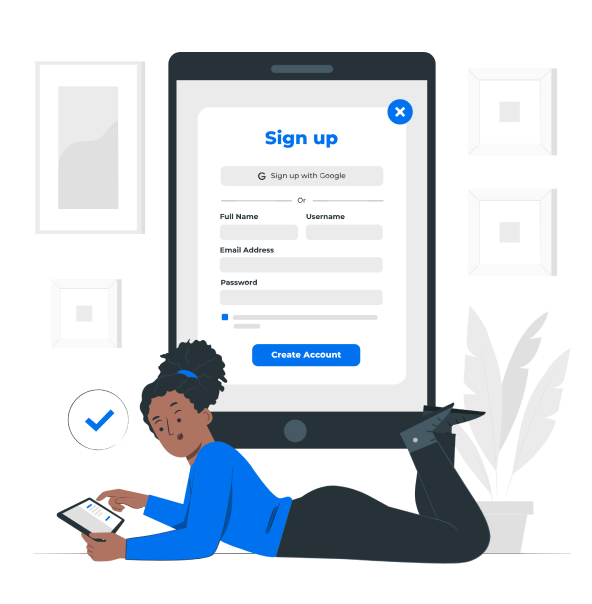 Sign up
G Sign up with Google
Or
Full Name Username
Email Address
Password
Create Account